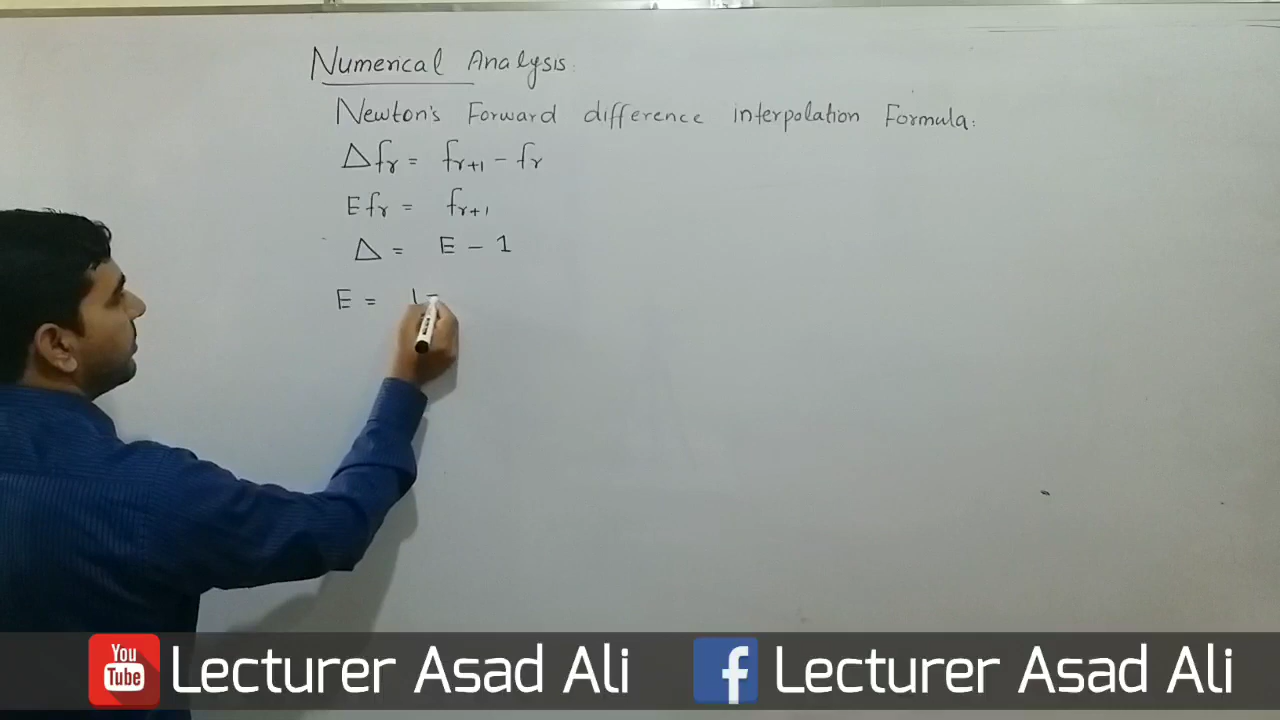 Numerical Analysis.
Newton's Forward difference interpolation Formula.
Δfr = fr+1 - fr
Efr = fr+1
Δ = E - 1
E = 1
You Tube Lecturer Asad Ali f Lecturer Asad Ali